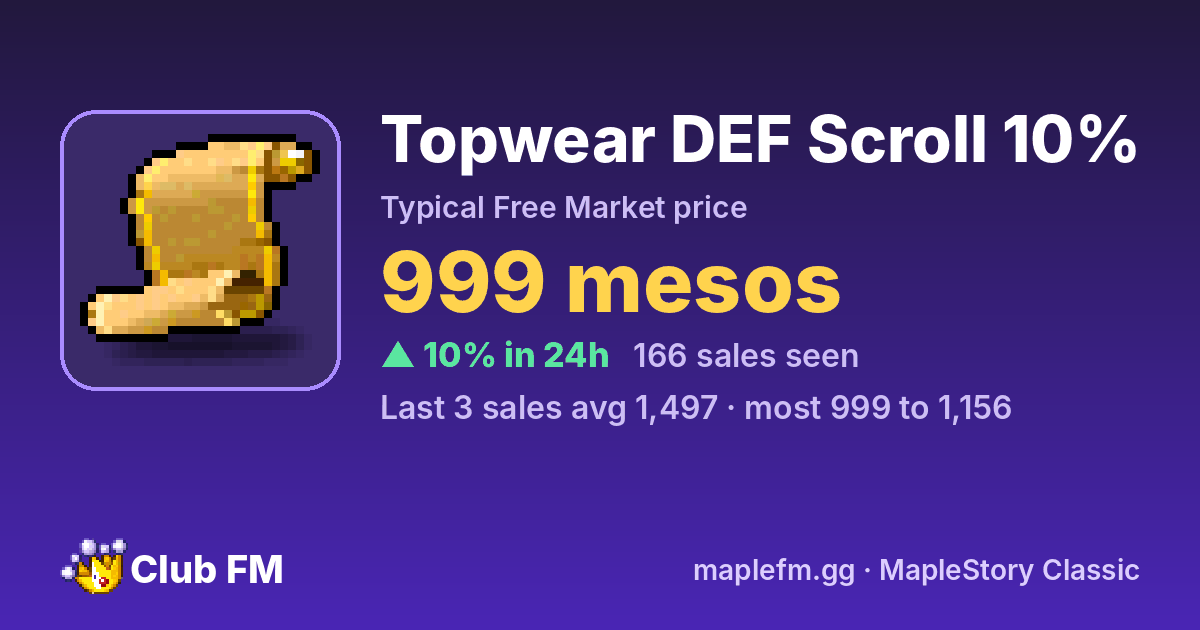 Topwear DEF Scroll 10%
Typical Free Market price
999 mesos
▲ 10% in 24h 166 sales seen
Last 3 sales avg 1,497 · most 999 to 1,156
Club FM
maplefm.gg · MapleStory Classic